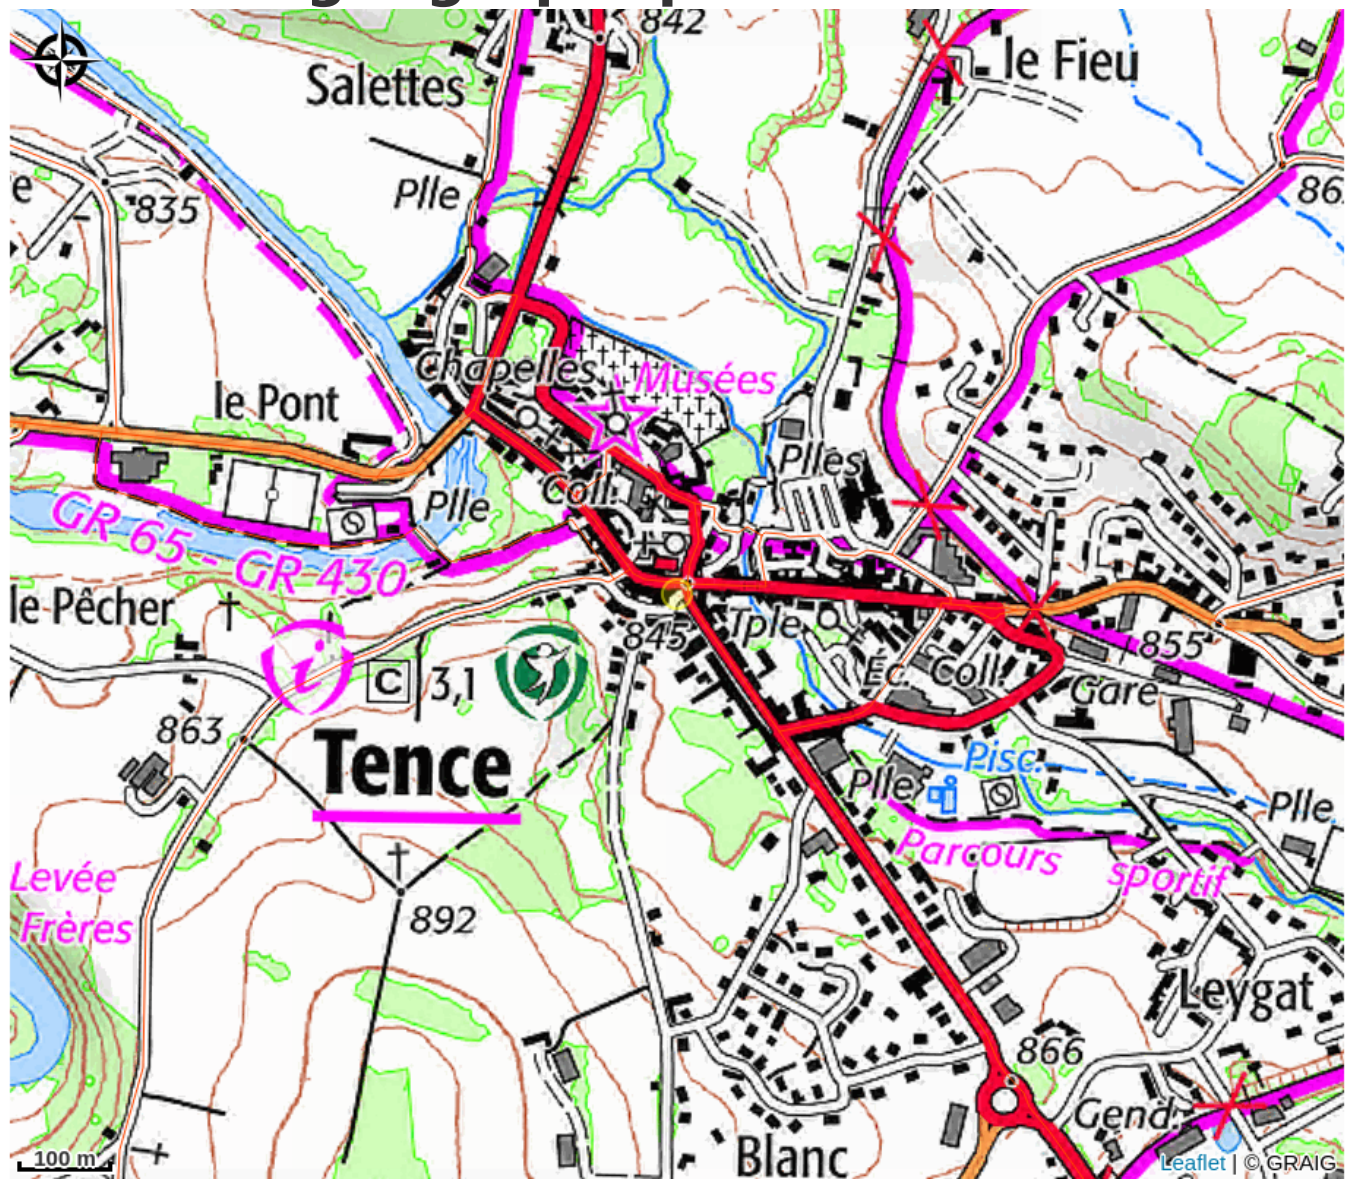 842
le Fieu
Salettes
Plle
835
86
e
Chapelles
Musées
le Pont
Plles
Coll.
Plle
GR 65 - GR 430
le Pêcher
845
Tple
855
i
C
3,1
Éc.
Coll.
Gare
863
Tence
Pisc.
Plle
Plle
Parcours
sportif
Levée
Frères
892
Leygat
866
Gend.
Blanc
100 m
Leaflet | © GRAIG